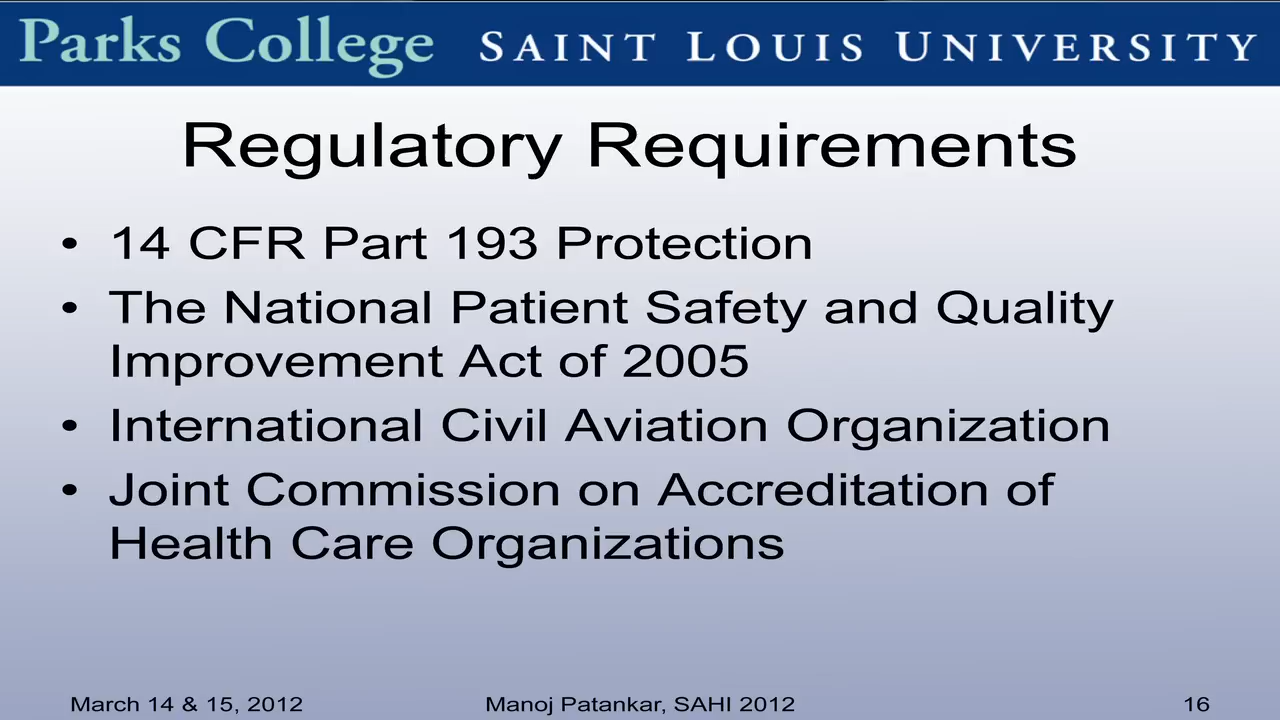 Parks College SAINT LOUIS UNIVERSITY
Regulatory Requirements
• 14 CFR Part 193 Protection
• The National Patient Safety and Quality
Improvement Act of 2005
• International Civil Aviation Organization
• Joint Commission on Accreditation of
Health Care Organizations
March 14 & 15, 2012 Manoj Patankar, SAHI 2012 16